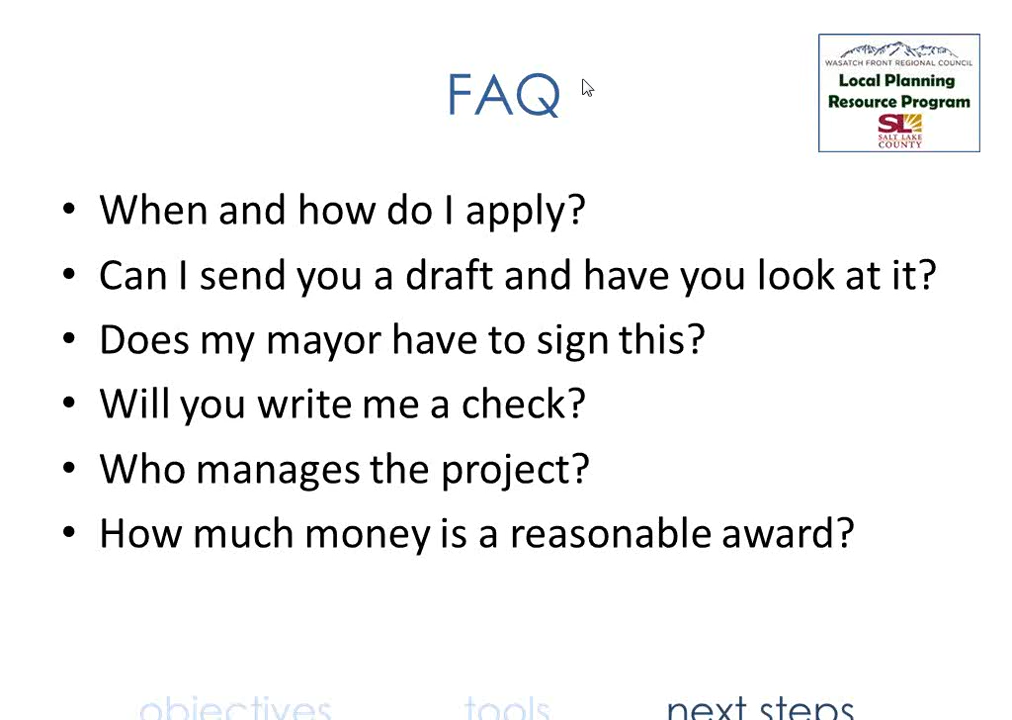 FAQ
WASATCH FRONT REGIONAL COUNCIL
Local Planning
Resource Program
SL
SALT LAKE
COUNTY
• When and how do I apply?
• Can I send you a draft and have you look at it?
• Does my mayor have to sign this?
• Will you write me a check?
• Who manages the project?
• How much money is a reasonable award?
objectives tools next steps